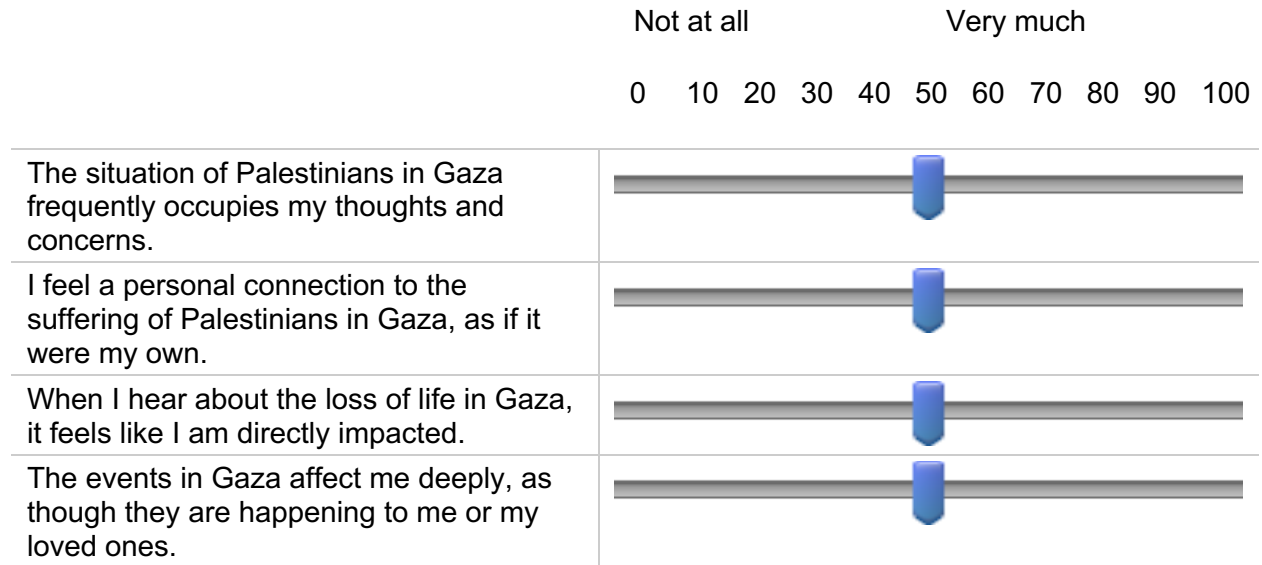 Not at all Very much
0 10 20 30 40 50 60 70 80 90 100
The situation of Palestinians in Gaza
frequently occupies my thoughts and
concerns.
I feel a personal connection to the
suffering of Palestinians in Gaza, as if it
were my own.
When I hear about the loss of life in Gaza,
it feels like I am directly impacted.
The events in Gaza affect me deeply, as
though they are happening to me or my
loved ones.